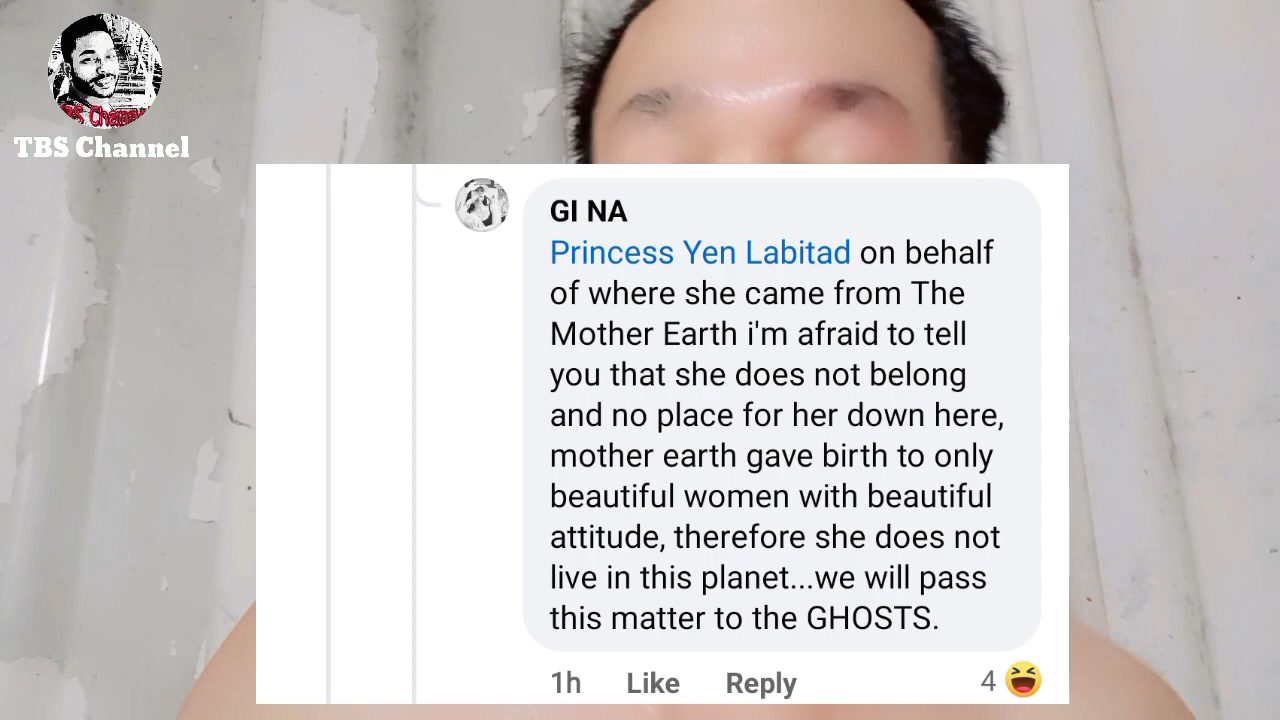 TBS Channel
GI NA
Princess Yen Labitad on behalf
of where she came from The
Mother Earth i'm afraid to tell
you that she does not belong
and no place for her down here,
mother earth gave birth to only
beautiful women with beautiful
attitude, therefore she does not
live in this planet...we will pass
this matter to the GHOSTS.
1h Like Reply 4